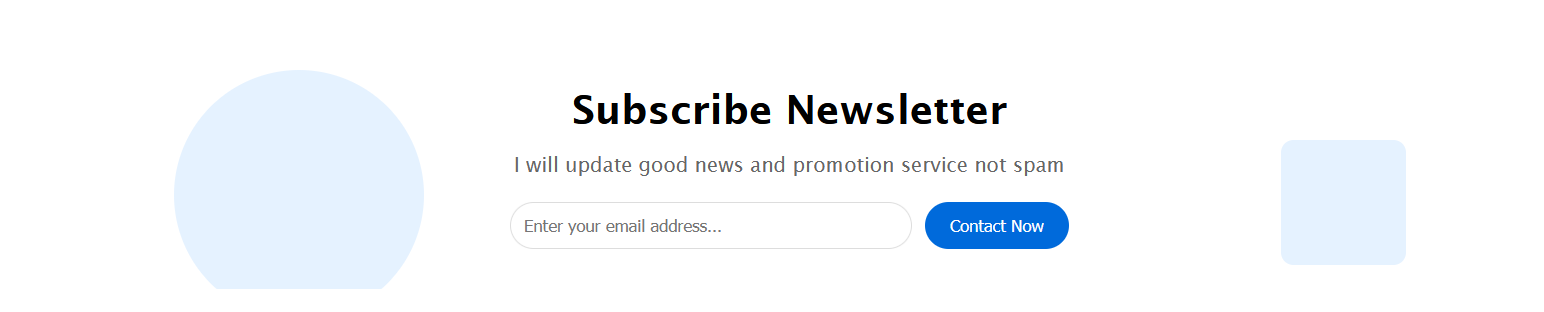 Subscribe Newsletter
I will update good news and promotion service not spam
Enter your email address...
Contact Now